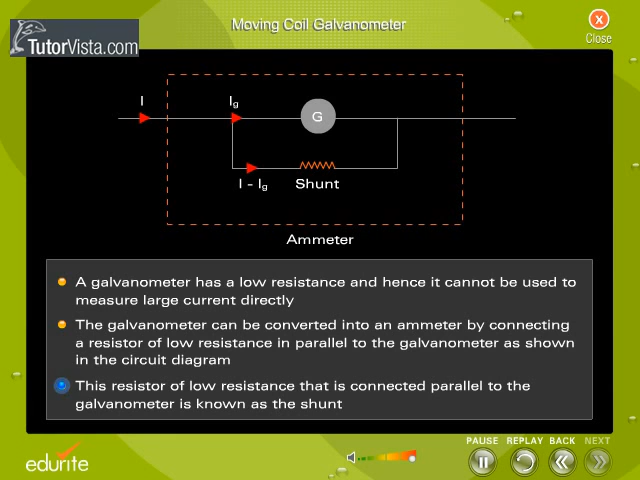 Moving Coil Galvanometer
X
Close
TutorVista.com
I
Ig
G
I - Ig
Shunt
Ammeter
A galvanometer has a low resistance and hence it cannot be used to
measure large current directly
The galvanometer can be converted into an ammeter by connecting
a resistor of low resistance in parallel to the galvanometer as shown
in the circuit diagram
This resistor of low resistance that is connected parallel to the
galvanometer is known as the shunt
PAUSE REPLAY BACK NEXT
edurite